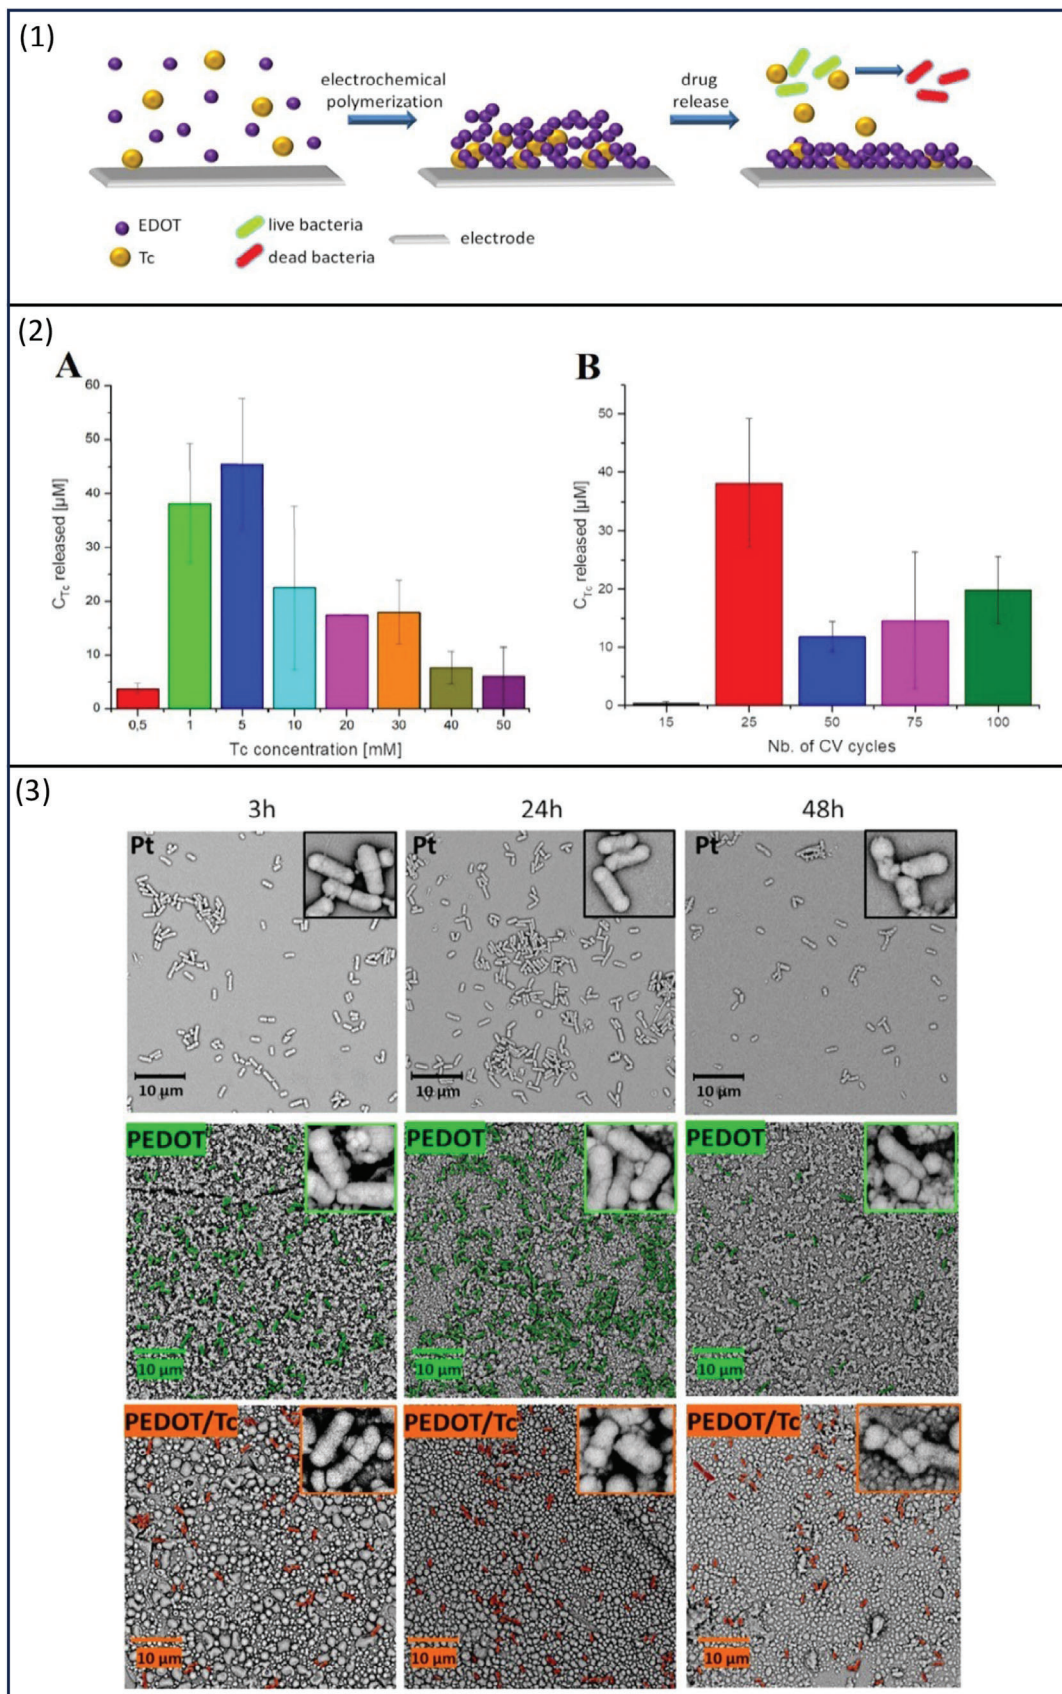 (1)
electrochemical
polymerization
drug
release
EDOT
live bacteria
electrode
Tc
dead bacteria
(2)
A
B
C_Tc released [µM]
60
50
40
30
20
10
0
0,5
1
5
10
20
30
40
50
Tc concentration [mM]
C_Tc released [µM]
50
40
30
20
10
0
15
25
50
75
100
Nb. of CV cycles
(3)
3h
24h
48h
Pt
Pt
Pt
10 µm
10 µm
10 µm
PEDOT
PEDOT
PEDOT
10 µm
10 µm
10 µm
PEDOT/Tc
PEDOT/Tc
PEDOT/Tc
10 µm
10 µm
10 µm